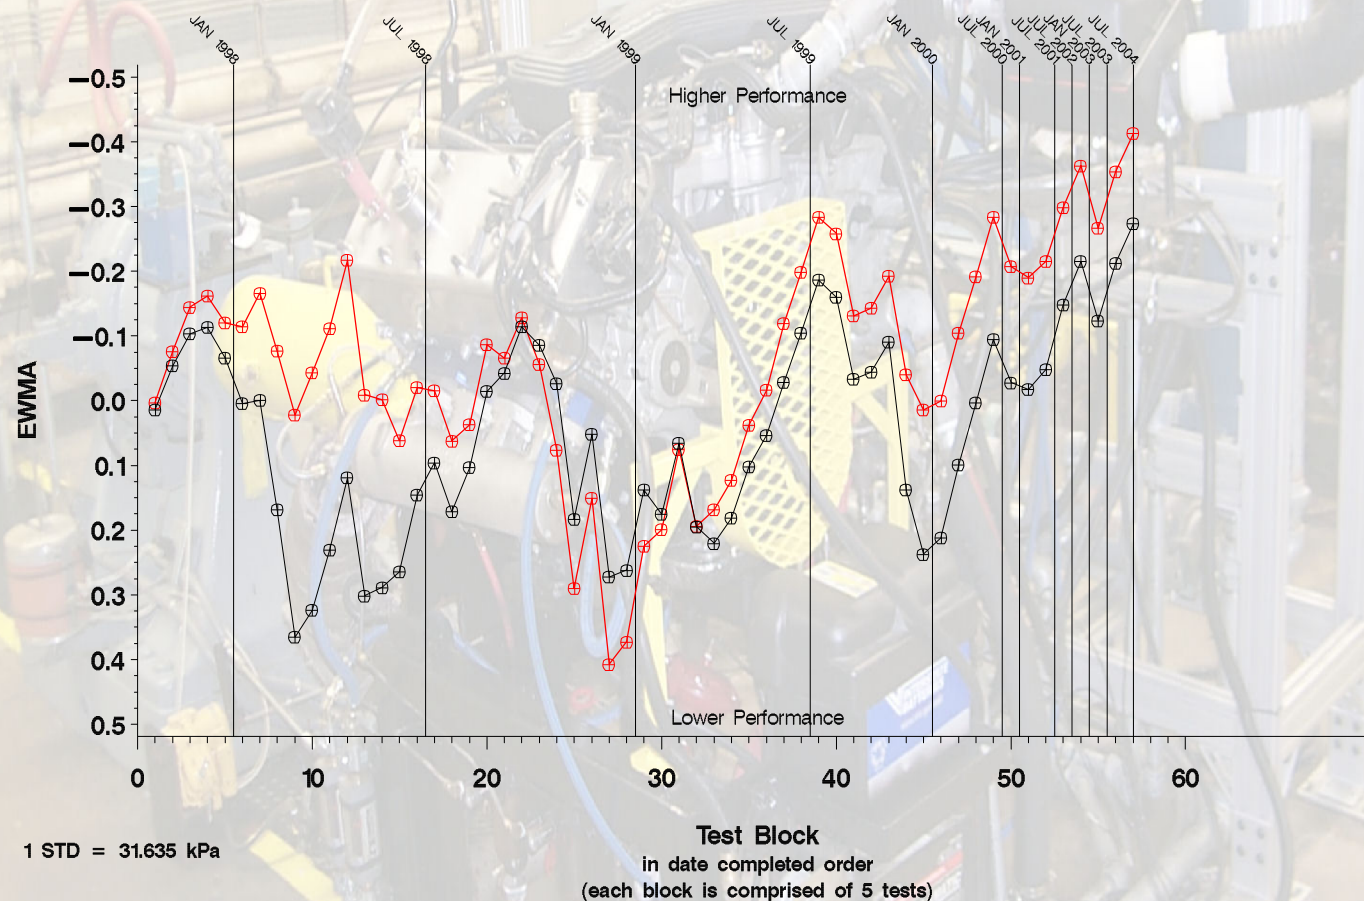 JAN 1998
JUL 1998
JAN 1999
JUL 1999
JAN 2000
JUL 2000
JAN 2001
JUL 2001
JUL 2002
JAN 2003
JUL 2003
JUL 2004
Higher Performance
−0.5
−0.4
−0.3
−0.2
−0.1
0.0
0.1
0.2
0.3
0.4
0.5
EWMA
Lower Performance
0 10 20 30 40 50 60
Test Block
in date completed order
(each block is comprised of 5 tests)
1 STD = 31.635 kPa